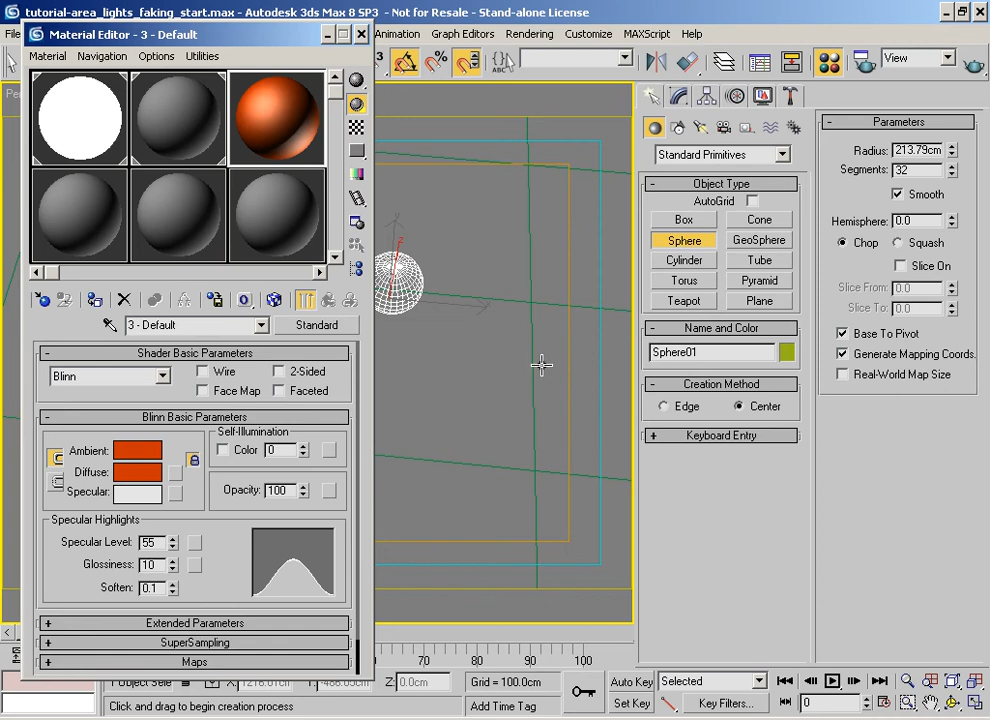 tutorial-area_lights_faking_start.max - Autodesk 3ds Max 8 SP3 - Not for Resale - Stand-alone License
Material Editor - 3 - Default
Animation Graph Editors Rendering Customize MAXScript Help
Material Navigation Options Utilities
View
Standard Primitives
Object Type
AutoGrid
Box Cone
Sphere GeoSphere
Cylinder Tube
Torus Pyramid
Teapot Plane
Name and Color
Sphere01
Creation Method
Edge Center
Keyboard Entry
Parameters
Radius: 213.79cm
Segments: 32
Smooth
Hemisphere: 0.0
Chop Squash
Slice On
Slice From: 0.0
Slice To: 0.0
Base To Pivot
Generate Mapping Coords.
Real-World Map Size
3 - Default Standard
Shader Basic Parameters
Blinn Wire 2-Sided
Face Map Faceted
Blinn Basic Parameters
Self-Illumination
Ambient: Color 0
Diffuse:
Specular: Opacity: 100
Specular Highlights
Specular Level: 55
Glossiness: 10
Soften: 0.1
Extended Parameters
SuperSampling
Maps
70 80 90 100
Z: 0.0cm Grid = 100.0cm Auto Key Selected
Click and drag to begin creation process Add Time Tag Set Key Key Filters... 0